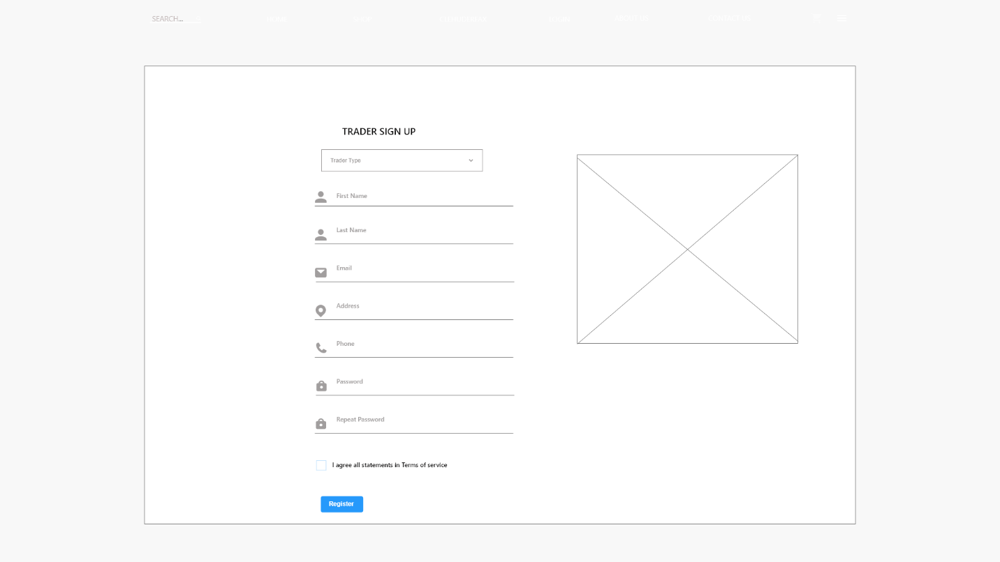 SEARCH...
HOME
SHOP
LOGIN
ABOUT US
CONTACT US
TRADER SIGN UP
Trader Type
First Name
Last Name
Email
Address
Phone
Password
Repeat Password
I agree all statements in Terms of service
Register